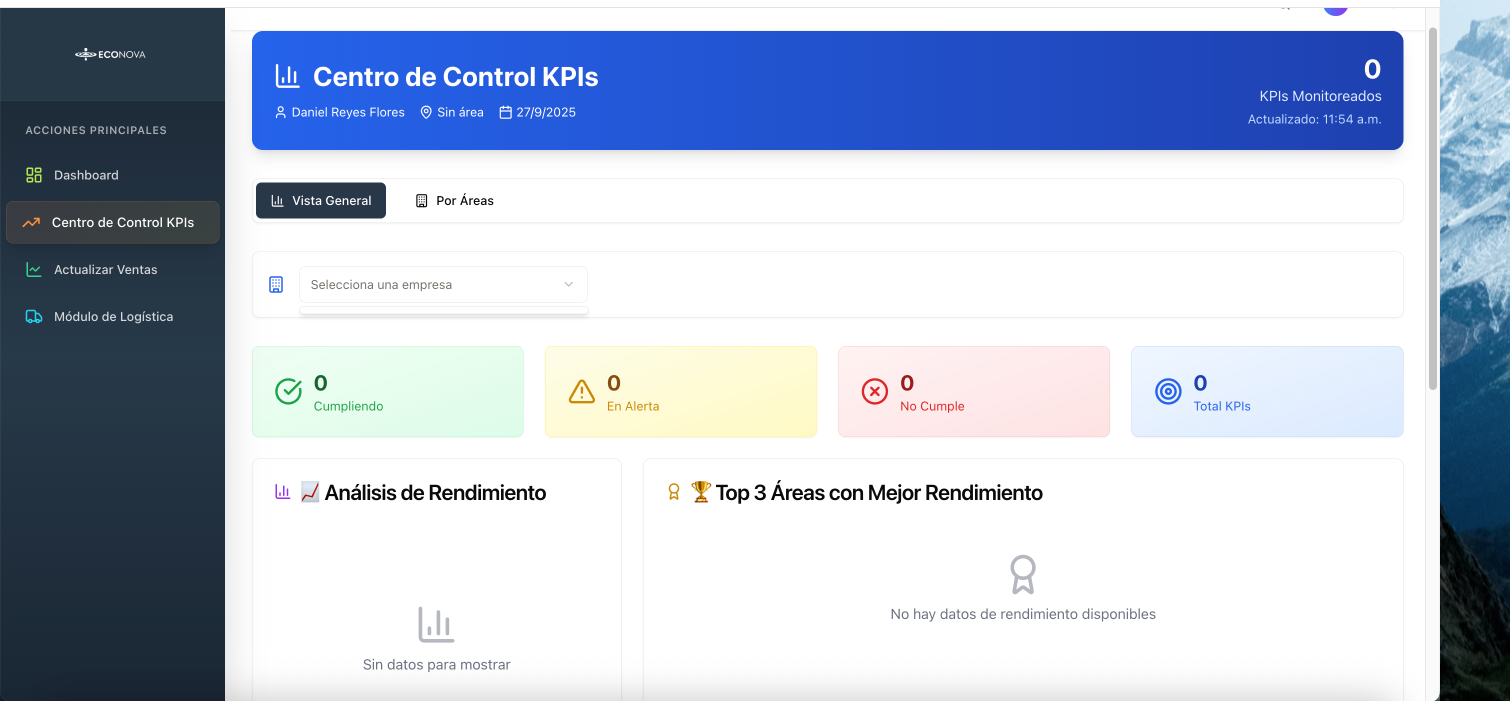 ECONOVA
ACCIONES PRINCIPALES
Dashboard
Centro de Control KPIs
Actualizar Ventas
Módulo de Logística
Centro de Control KPIs
Daniel Reyes Flores Sin área 27/9/2025
0
KPIs Monitoreados
Actualizado: 11:54 a.m.
Vista General Por Áreas
Selecciona una empresa
0
Cumpliendo
0
En Alerta
0
No Cumple
0
Total KPIs
Análisis de Rendimiento
Sin datos para mostrar
Top 3 Áreas con Mejor Rendimiento
No hay datos de rendimiento disponibles